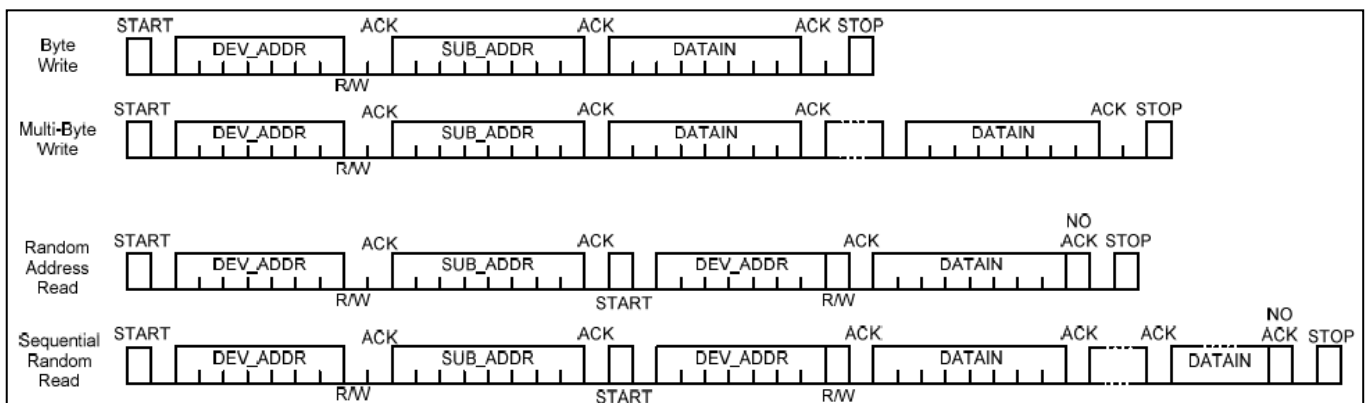 START ACK ACK ACK STOP
Byte
Write
DEV_ADDR SUB_ADDR DATAIN
R/W
START ACK ACK ACK ACK STOP
Multi-Byte
Write
DEV_ADDR SUB_ADDR DATAIN DATAIN
R/W
NO
START ACK ACK ACK ACK STOP
Random
Address
Read
DEV_ADDR SUB_ADDR DEV_ADDR DATAIN
R/W START R/W
NO
START ACK ACK ACK ACK ACK ACK STOP
Sequential
Random
Read
DEV_ADDR SUB_ADDR DEV_ADDR DATAIN DATAIN
R/W START R/W